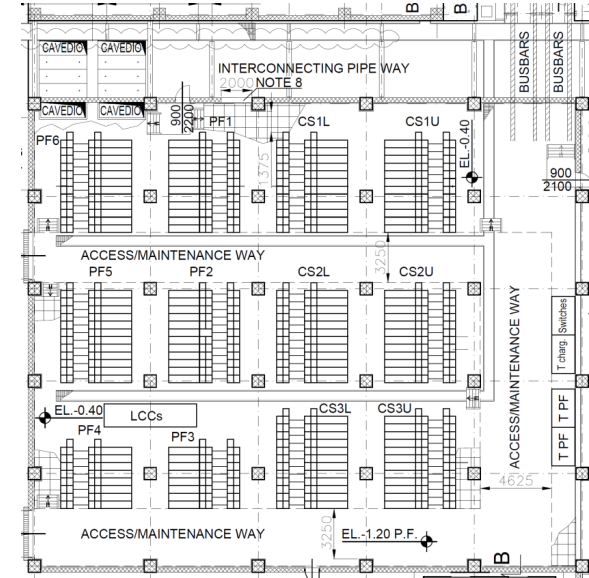 B
B
CAVEDIO
CAVEDIO
INTERCONNECTING PIPE WAY
2000
NOTE 8
BUSBARS
BUSBARS
CAVEDIO
CAVEDIO
900
2200
PF1
CS1L
CS1U
PF6
1375
EL.-0.40
900
2100
ACCESS/MAINTENANCE WAY
3250
PF5
PF2
CS2L
CS2U
ACCESS/MAINTENANCE WAY
Switches
T charg.
T PF
T PF
EL.-0.40
LCCs
CS3L
CS3U
PF4
PF3
4625
ACCESS/MAINTENANCE WAY
3250
EL.-1.20 P.F.
B